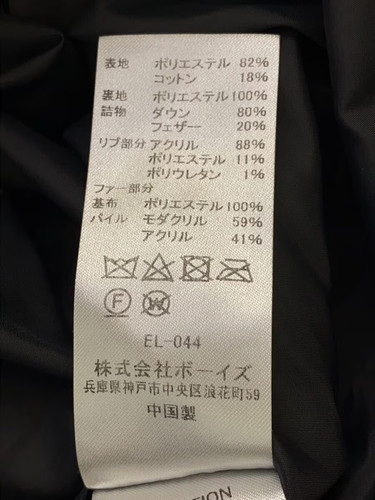 表地 ポリエステル 82%
コットン 18%
裏地 ポリエステル100%
詰物 ダウン 80%
フェザー 20%
リブ部分 アクリル 88%
ポリエステル 11%
ポリウレタン 1%
ファー部分
基布 ポリエステル100%
パイル モダクリル 59%
アクリル 41%
F W
EL-044
株式会社ボーイズ
兵庫県神戸市中央区浪花町59
中国製
TION